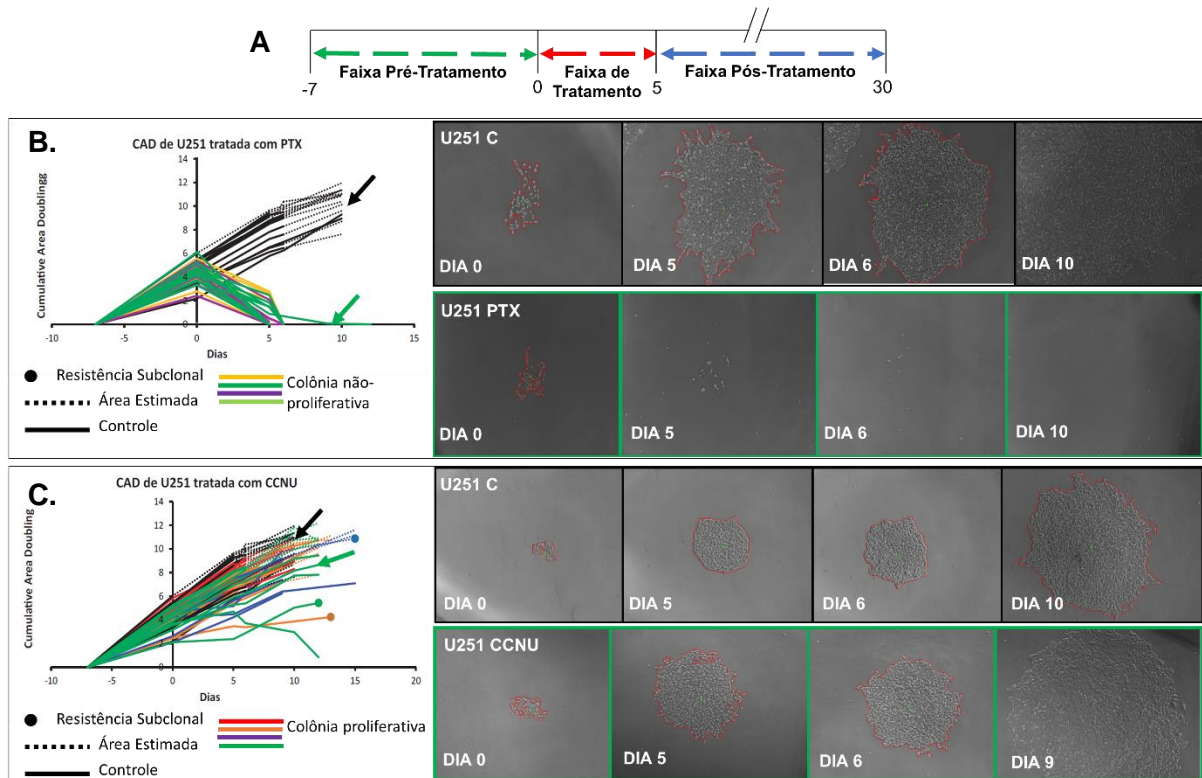 A
Faixa Pré-Tratamento
Faixa de
Tratamento
Faixa Pós-Tratamento
-7
0
5
30
B.
CAD de U251 tratada com PTX
Cumulative Area Doublingg
14
12
10
8
6
4
2
0
-10
-5
0
5
10
15
Dias
Resistência Subclonal
Área Estimada
Controle
Colônia não-
proliferativa
U251 C
DIA 0
DIA 5
DIA 6
DIA 10
U251 PTX
DIA 0
DIA 5
DIA 6
DIA 10
C.
CAD de U251 tratada com CCNU
Cumulative Area Doubling
14
12
10
8
6
4
2
0
-10
-5
0
5
10
15
20
Dias
Resistência Subclonal
Área Estimada
Controle
Colônia proliferativa
U251 C
DIA 0
DIA 5
DIA 6
DIA 10
U251 CCNU
DIA 0
DIA 5
DIA 6
DIA 9